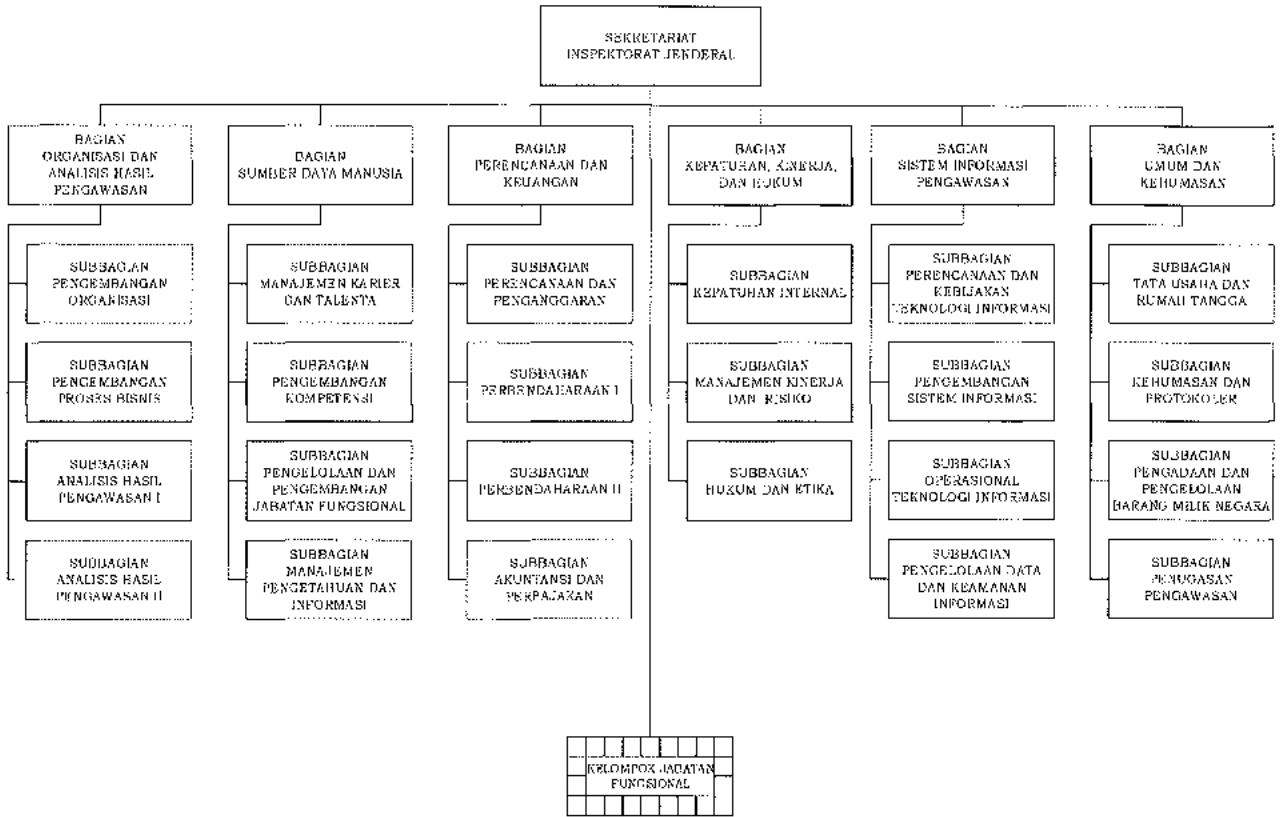 SEKRETARIAT
INSPEKTORAT JENDERAL
BAGIAN
ORGANISASI DAN
ANALISIS HASIL
PENGAWASAN
BAGIAN
SUMBER DAYA MANUSIA
BAGIAN
PERENCANAAN DAN
KEUANGAN
BAGIAN
KEPATUHAN, KINERJA,
DAN HUKUM
BAGIAN
SISTEM INFORMASI
PENGAWASAN
BAGIAN
UMUM DAN
KEHUMASAN
SUBBAGIAN
PENGEMBANGAN
ORGANISASI
SUBBAGIAN
MANAJEMEN KARIER
DAN TALENTA
SUBBAGIAN
PERENCANAAN DAN
PENGANGGARAN
SUBBAGIAN
KEPATUHAN INTERNAL
SUBBAGIAN
PERENCANAAN DAN
KEBIJAKAN
TEKNOLOGI INFORMASI
SUBBAGIAN
TATA USAHA DAN
RUMAH TANGGA
SUBBAGIAN
PENGEMBANGAN
PROSES BISNIS
SUBBAGIAN
PENGEMBANGAN
KOMPETENSI
SUBBAGIAN
PERBENDAHARAAN I
SUBBAGIAN
MANAJEMEN KINERJA
DAN RISIKO
SUBBAGIAN
PENGEMBANGAN
SISTEM INFORMASI
SUBBAGIAN
KEHUMASAN DAN
PROTOKOLER
SUBBAGIAN
ANALISIS HASIL
PENGAWASAN I
SUBBAGIAN
PENGELOLAAN DAN
PENGEMBANGAN
JABATAN FUNGSIONAL
SUBBAGIAN
PERBENDAHARAAN II
SUBBAGIAN
HUKUM DAN ETIKA
SUBBAGIAN
OPERASIONAL
TEKNOLOGI INFORMASI
SUBBAGIAN
PENGADAAN DAN
PENGELOLAAN
BARANG MILIK NEGARA
SUBBAGIAN
ANALISIS HASIL
PENGAWASAN II
SUBBAGIAN
MANAJEMEN
PENGETAHUAN DAN
INFORMASI
SUBBAGIAN
AKUNTANSI DAN
PERPAJAKAN
SUBBAGIAN
PENGELOLAAN DATA
DAN KEAMANAN
INFORMASI
SUBBAGIAN
PENUGASAN
PENGAWASAN
KELOMPOK JABATAN
FUNGSIONAL